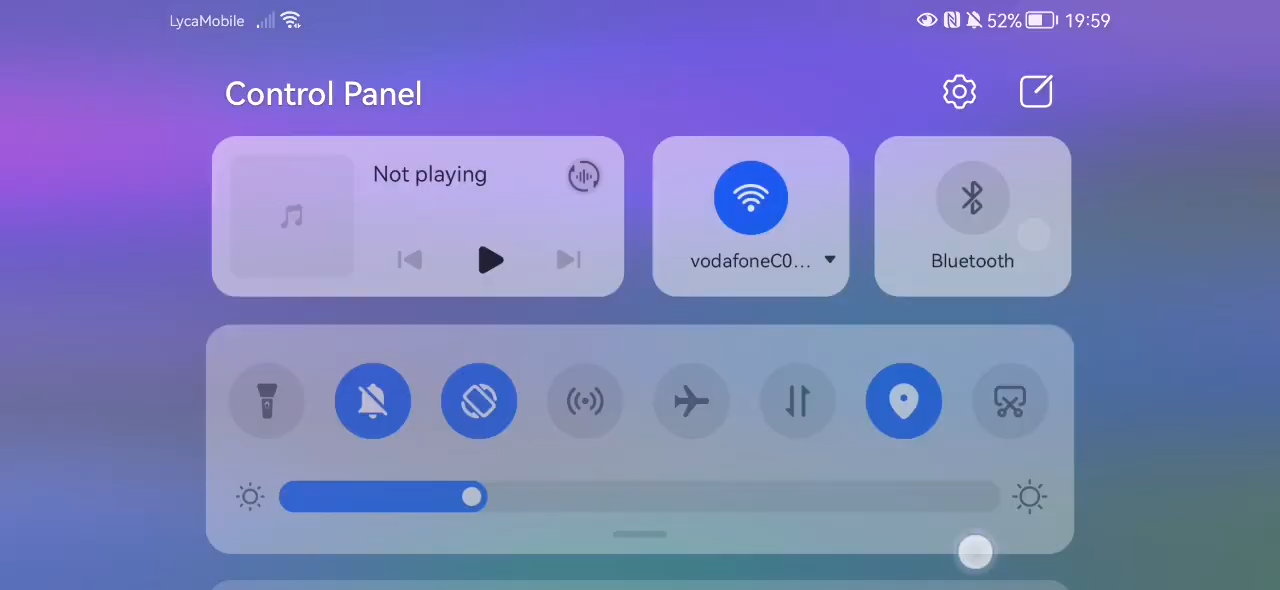 LycaMobile
52% 19:59
Control Panel
Not playing
vodafoneC0...
Bluetooth